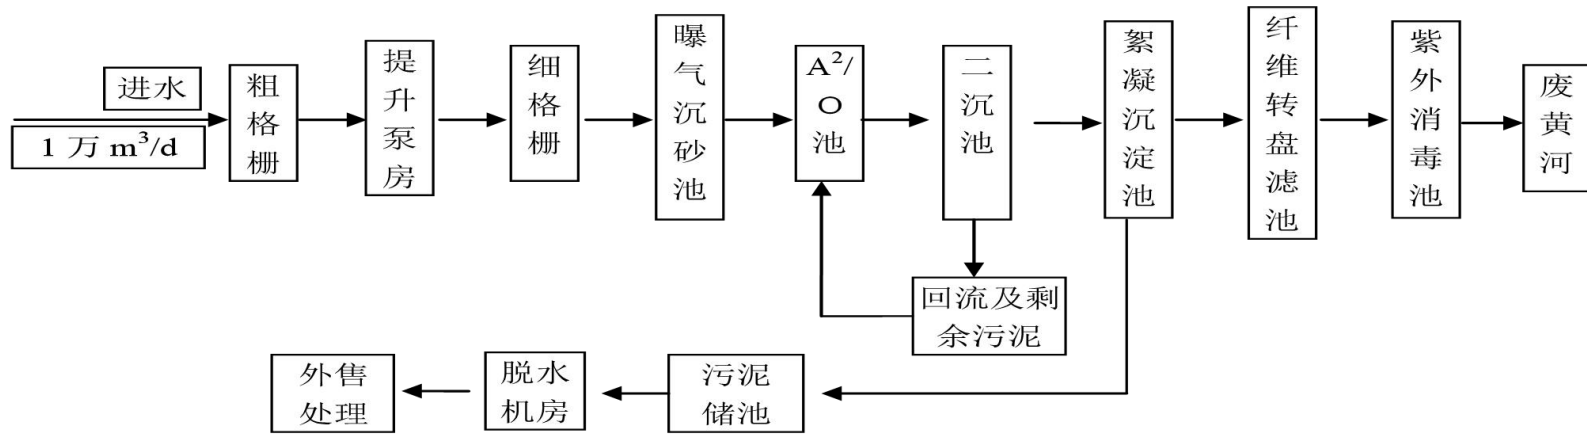 进水
1 万 m³/d
粗格栅
提升泵房
细格栅
曝气沉砂池
A²/O池
二沉池
絮凝沉淀池
纤维转盘滤池
紫外消毒池
废黄河
回流及剩
余污泥
污泥
储池
脱水
机房
外售
处理